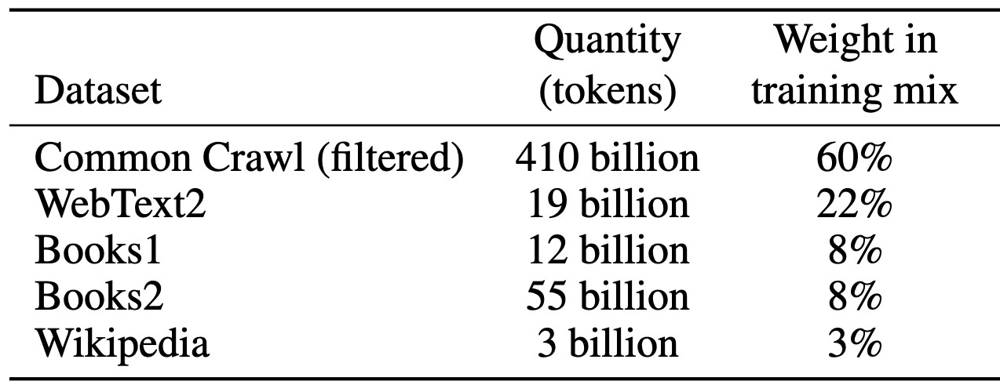 Dataset Quantity (tokens) Weight in training mix
Common Crawl (filtered) 410 billion 60%
WebText2 19 billion 22%
Books1 12 billion 8%
Books2 55 billion 8%
Wikipedia 3 billion 3%